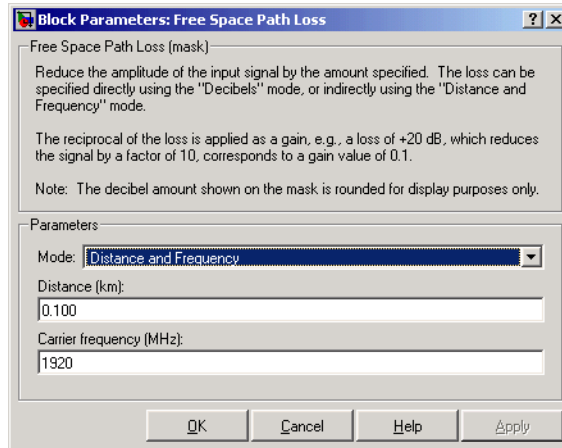 Block Parameters: Free Space Path Loss
Free Space Path Loss (mask)
Reduce the amplitude of the input signal by the amount specified. The loss can be
specified directly using the "Decibels" mode, or indirectly using the "Distance and
Frequency" mode.
The reciprocal of the loss is applied as a gain, e.g., a loss of +20 dB, which reduces
the signal by a factor of 10, corresponds to a gain value of 0.1.
Note: The decibel amount shown on the mask is rounded for display purposes only.
Parameters
Mode: Distance and Frequency
Distance (km):
0.100
Carrier frequency (MHz):
1920
OK Cancel Help Apply